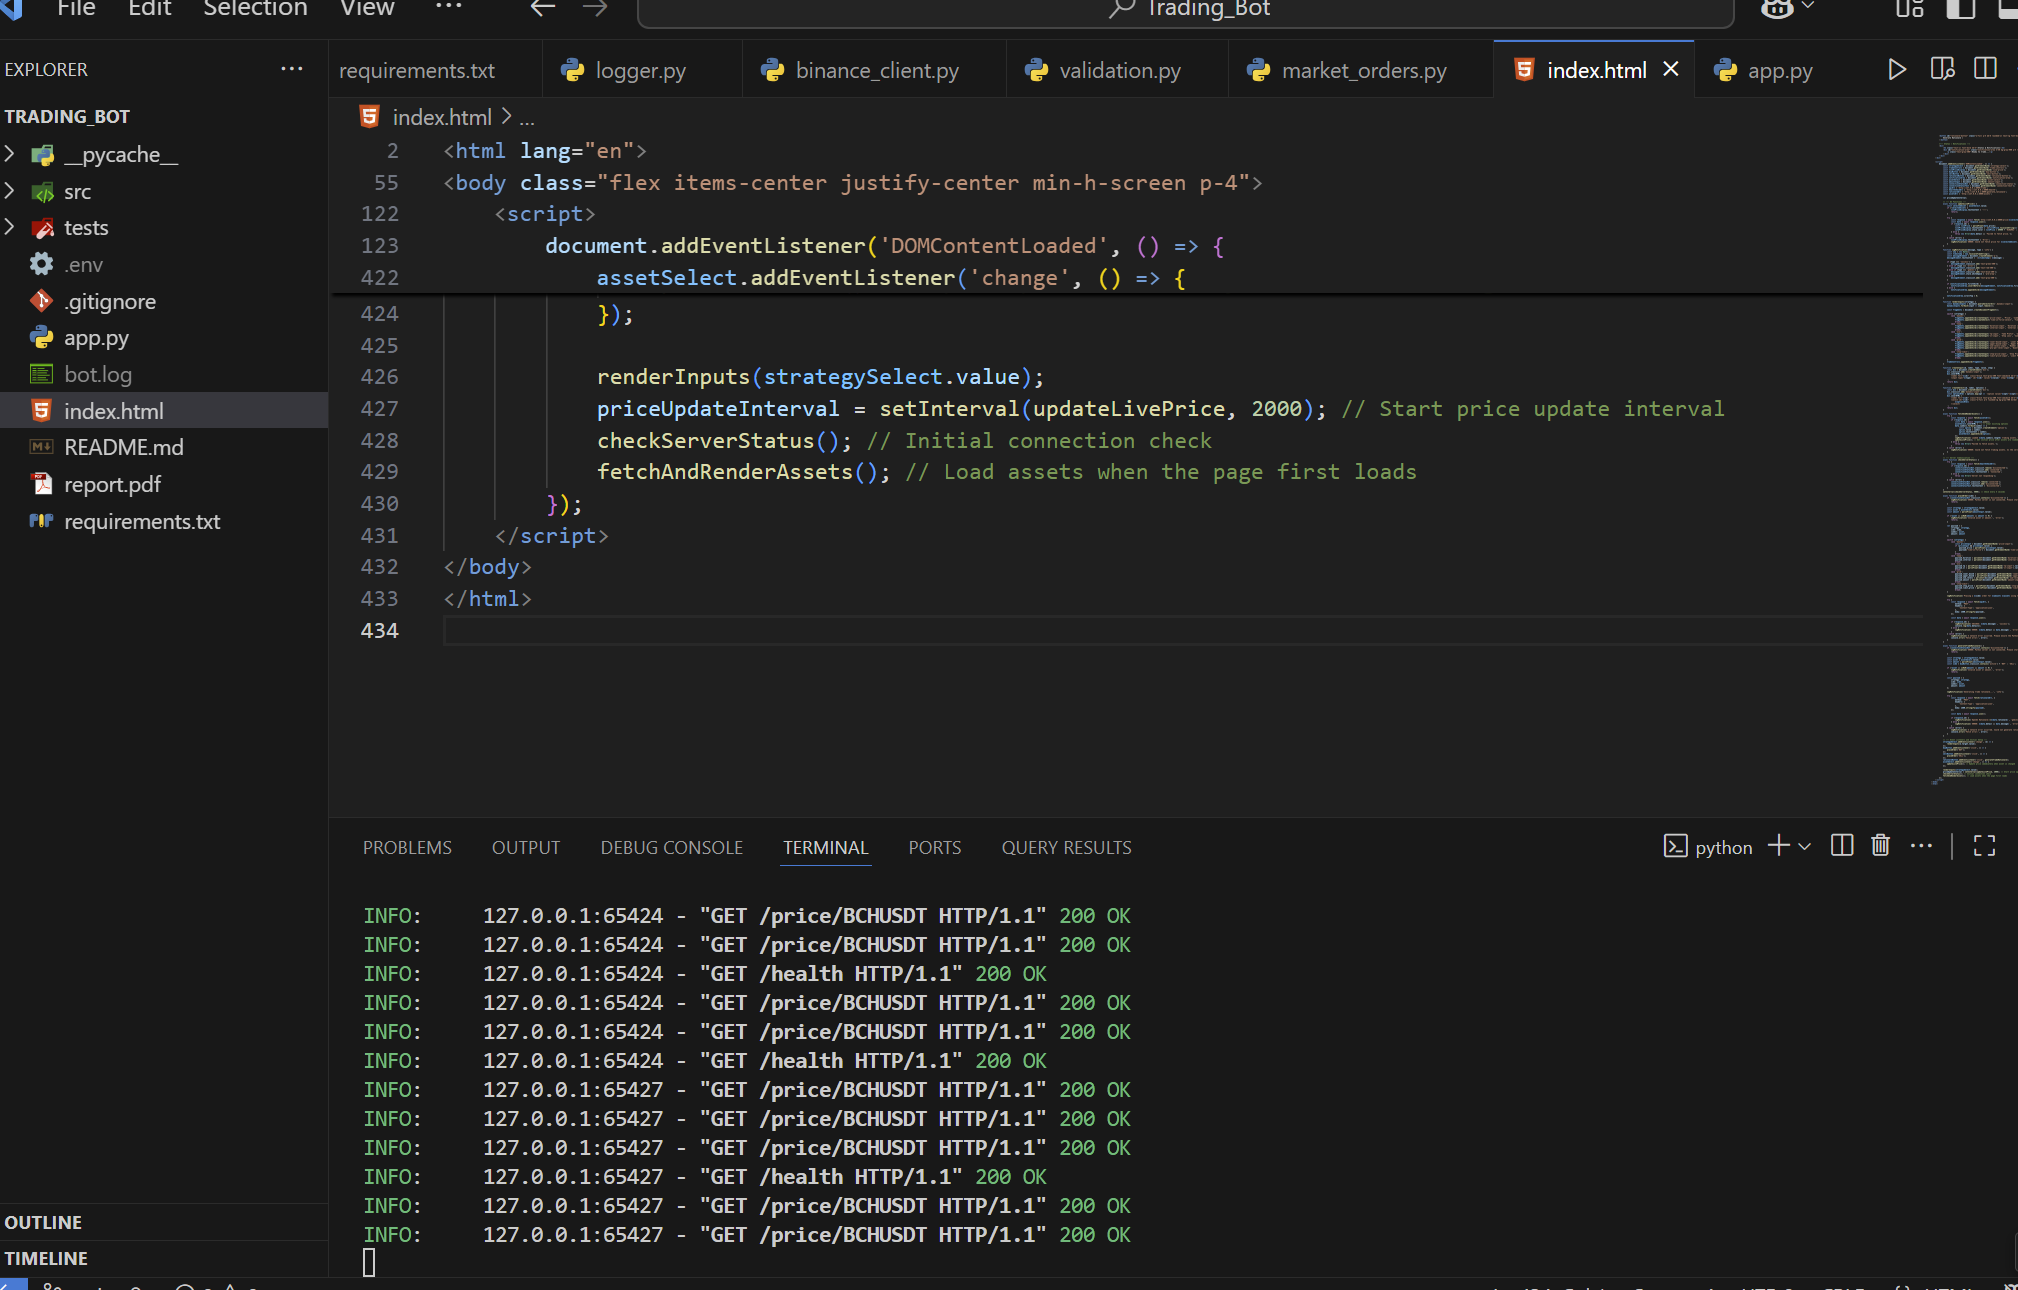 File Edit Selection View ...
Trading_Bot
EXPLORER ...
requirements.txt logger.py binance_client.py validation.py market_orders.py index.html app.py
TRADING_BOT
__pycache__
src
tests
.env
.gitignore
app.py
bot.log
index.html
README.md
report.pdf
requirements.txt
OUTLINE
TIMELINE
index.html > ...
2 <html lang="en">
55 <body class="flex items-center justify-center min-h-screen p-4">
122 <script>
123 document.addEventListener('DOMContentLoaded', () => {
422 assetSelect.addEventListener('change', () => {
424 });
425
426 renderInputs(strategySelect.value);
427 priceUpdateInterval = setInterval(updateLivePrice, 2000); // Start price update interval
428 checkServerStatus(); // Initial connection check
429 fetchAndRenderAssets(); // Load assets when the page first loads
430 });
431 </script>
432 </body>
433 </html>
434
PROBLEMS OUTPUT DEBUG CONSOLE TERMINAL PORTS QUERY RESULTS
python
INFO: 127.0.0.1:65424 - "GET /price/BCHUSDT HTTP/1.1" 200 OK
INFO: 127.0.0.1:65424 - "GET /price/BCHUSDT HTTP/1.1" 200 OK
INFO: 127.0.0.1:65424 - "GET /health HTTP/1.1" 200 OK
INFO: 127.0.0.1:65424 - "GET /price/BCHUSDT HTTP/1.1" 200 OK
INFO: 127.0.0.1:65424 - "GET /price/BCHUSDT HTTP/1.1" 200 OK
INFO: 127.0.0.1:65424 - "GET /health HTTP/1.1" 200 OK
INFO: 127.0.0.1:65427 - "GET /price/BCHUSDT HTTP/1.1" 200 OK
INFO: 127.0.0.1:65427 - "GET /price/BCHUSDT HTTP/1.1" 200 OK
INFO: 127.0.0.1:65427 - "GET /price/BCHUSDT HTTP/1.1" 200 OK
INFO: 127.0.0.1:65427 - "GET /health HTTP/1.1" 200 OK
INFO: 127.0.0.1:65427 - "GET /price/BCHUSDT HTTP/1.1" 200 OK
INFO: 127.0.0.1:65427 - "GET /price/BCHUSDT HTTP/1.1" 200 OK